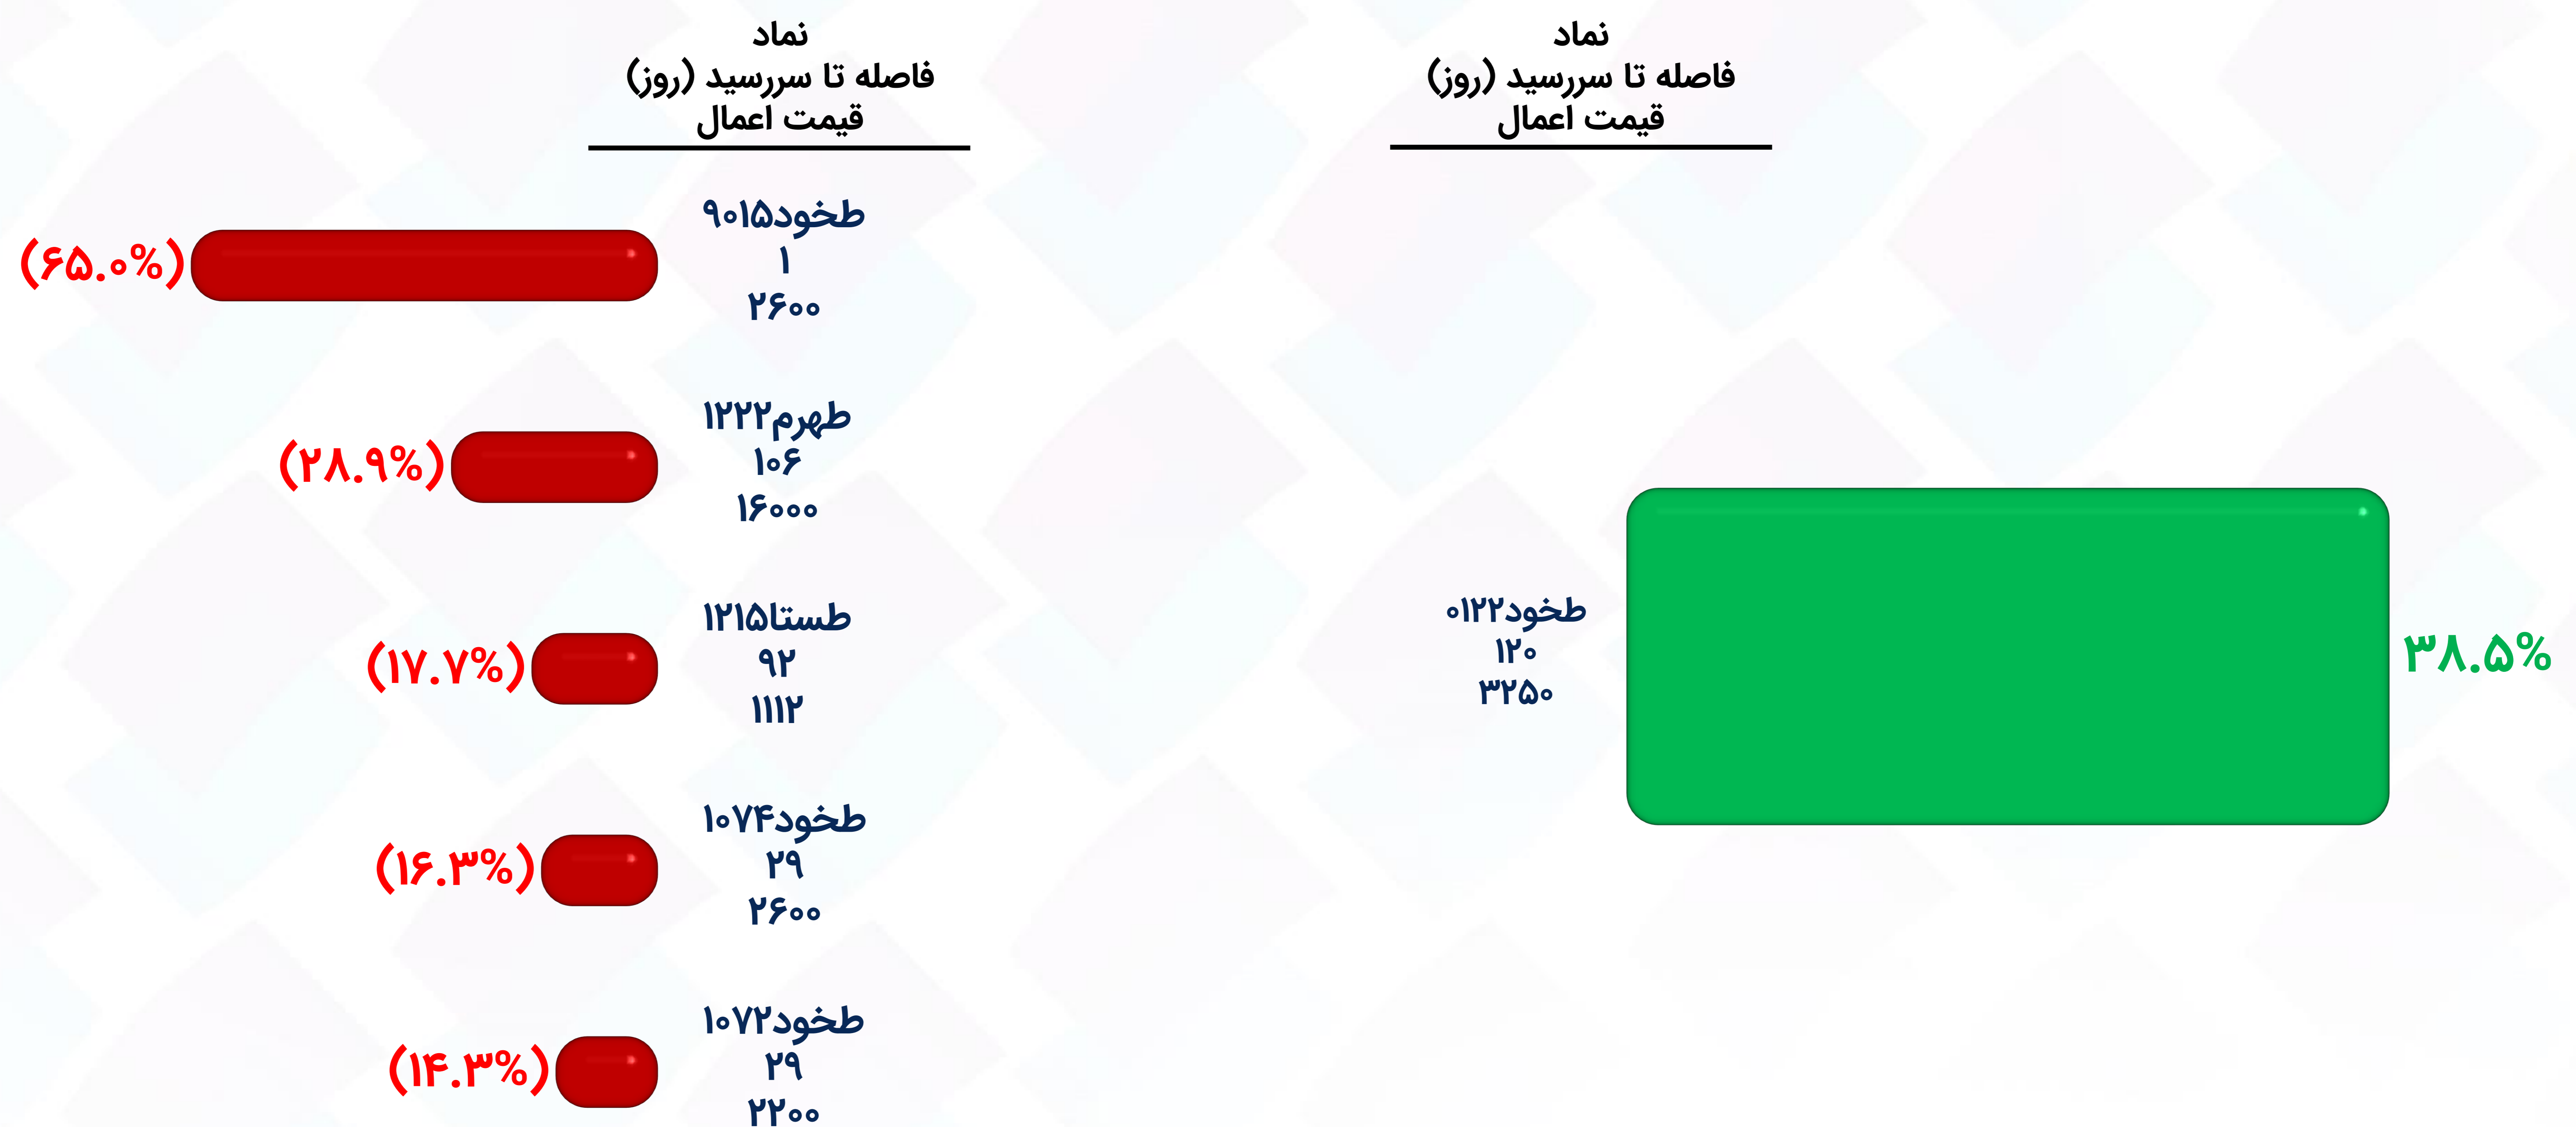 نماد
فاصله تا سررسید (روز)
قیمت اعمال
طخود۰۱۲۲
۱۲۰
۳۲۵۰
۳۸.۵%
نماد
فاصله تا سررسید (روز)
قیمت اعمال
طخود۹۰۱۵
۱
۲۶۰۰
(۶۵.۰%)
طهرم۱۲۲۲
۱۰۶
۱۶۰۰۰
(۲۸.۹%)
طستا۱۲۱۵
۹۲
۱۱۱۲
(۱۷.۷%)
طخود۱۰۷۴
۲۹
۲۶۰۰
(۱۶.۳%)
طخود۱۰۷۲
۲۹
۲۲۰۰
(۱۴.۳%)